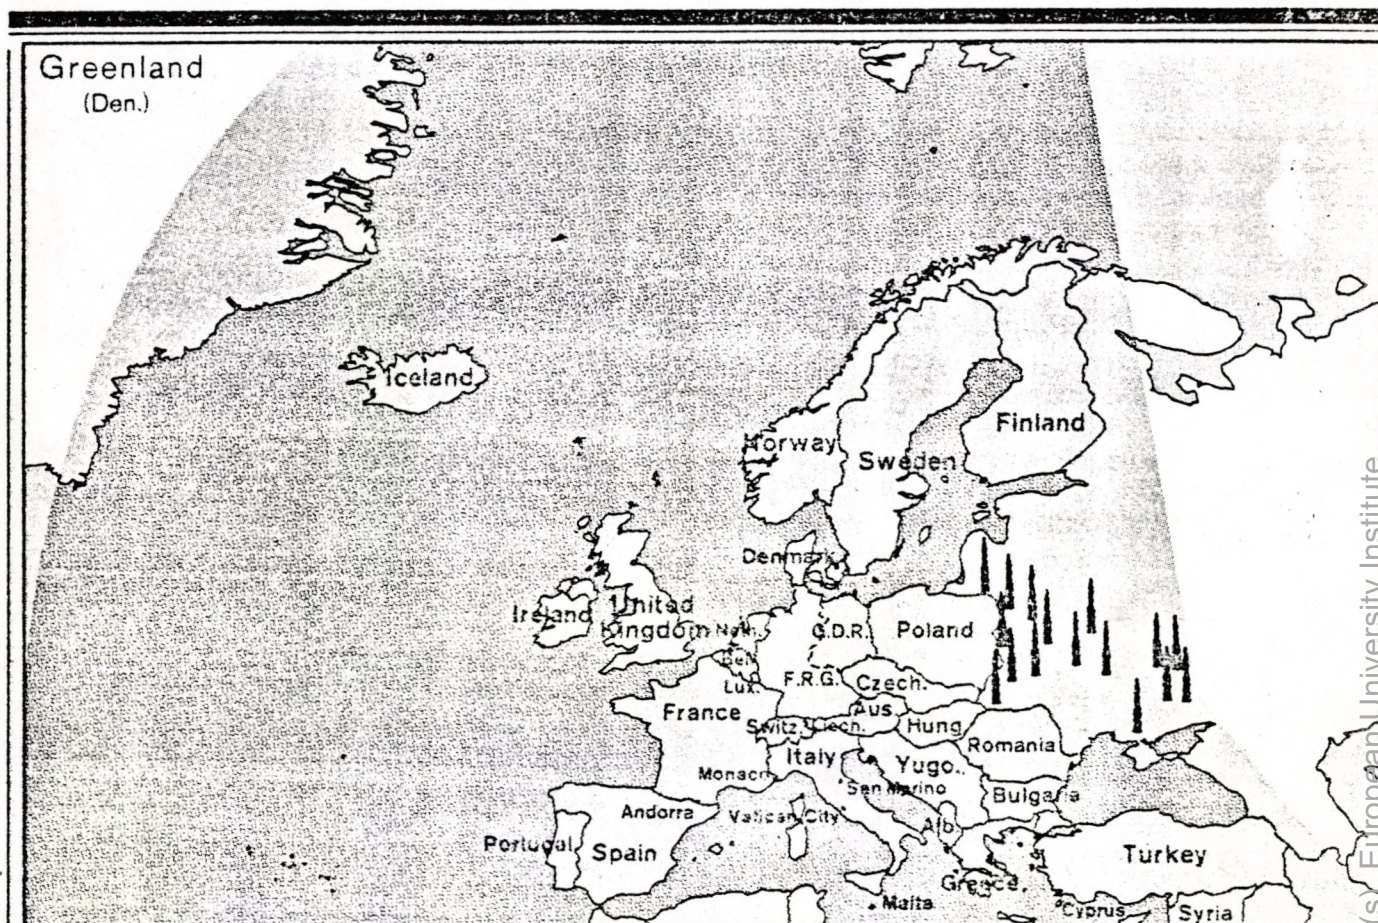 Greenland
(Den.)
Iceland
Norway
Sweden
Finland
Denmark
Ireland
United
Kingdom
Neth.
G.D.R.
Poland
Bel.
Lux.
F.R.G.
Czech.
France
Aus.
Switz.
Liech.
Hung
Romania
Italy
Yugo.
Monaco
San Marino
Bulgaria
Andorra
Vatican City
Alb.
Portugal
Spain
Turkey
Greece
Malta
Cyprus
Syria
(s). European University Institute